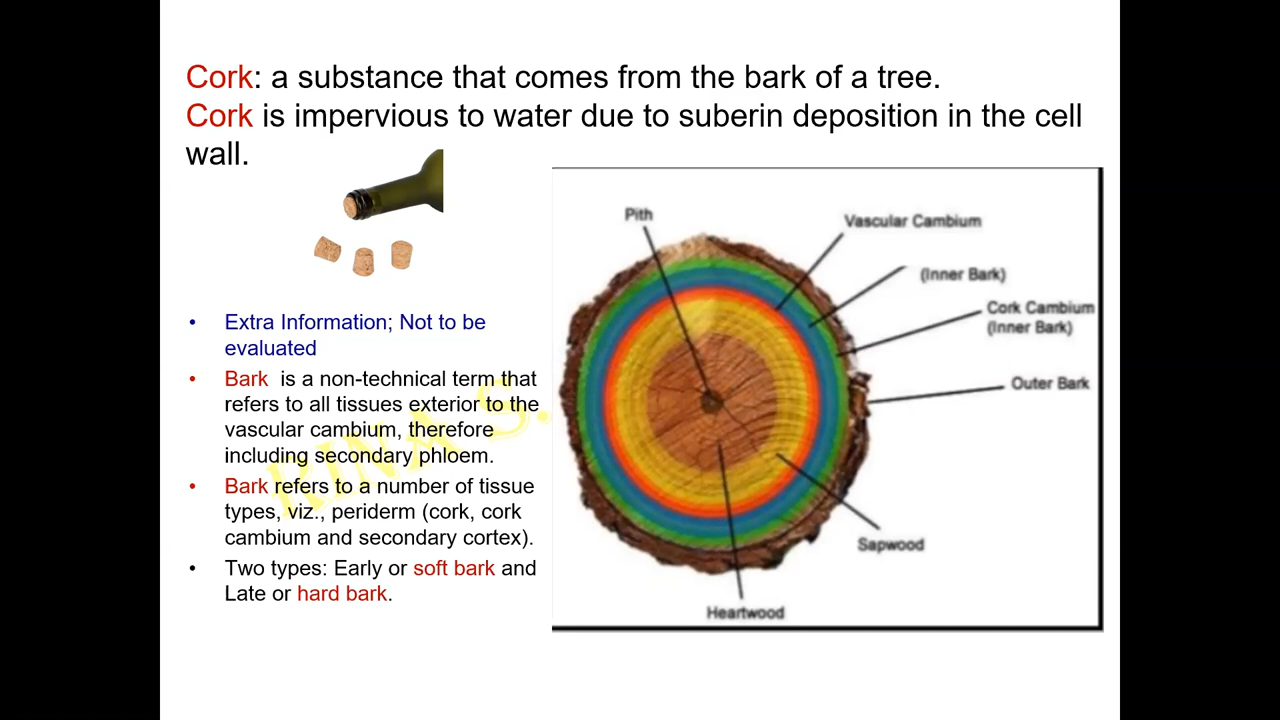 Cork: a substance that comes from the bark of a tree.
Cork is impervious to water due to suberin deposition in the cell
wall.
• Extra Information; Not to be
evaluated
• Bark is a non-technical term that
refers to all tissues exterior to the
vascular cambium, therefore
including secondary phloem.
• Bark refers to a number of tissue
types, viz., periderm (cork, cork
cambium and secondary cortex).
• Two types: Early or soft bark and
Late or hard bark.
Pith
Vascular Cambium
(Inner Bark)
Cork Cambium
(Inner Bark)
Outer Bark
Sapwood
Heartwood
RINA S.